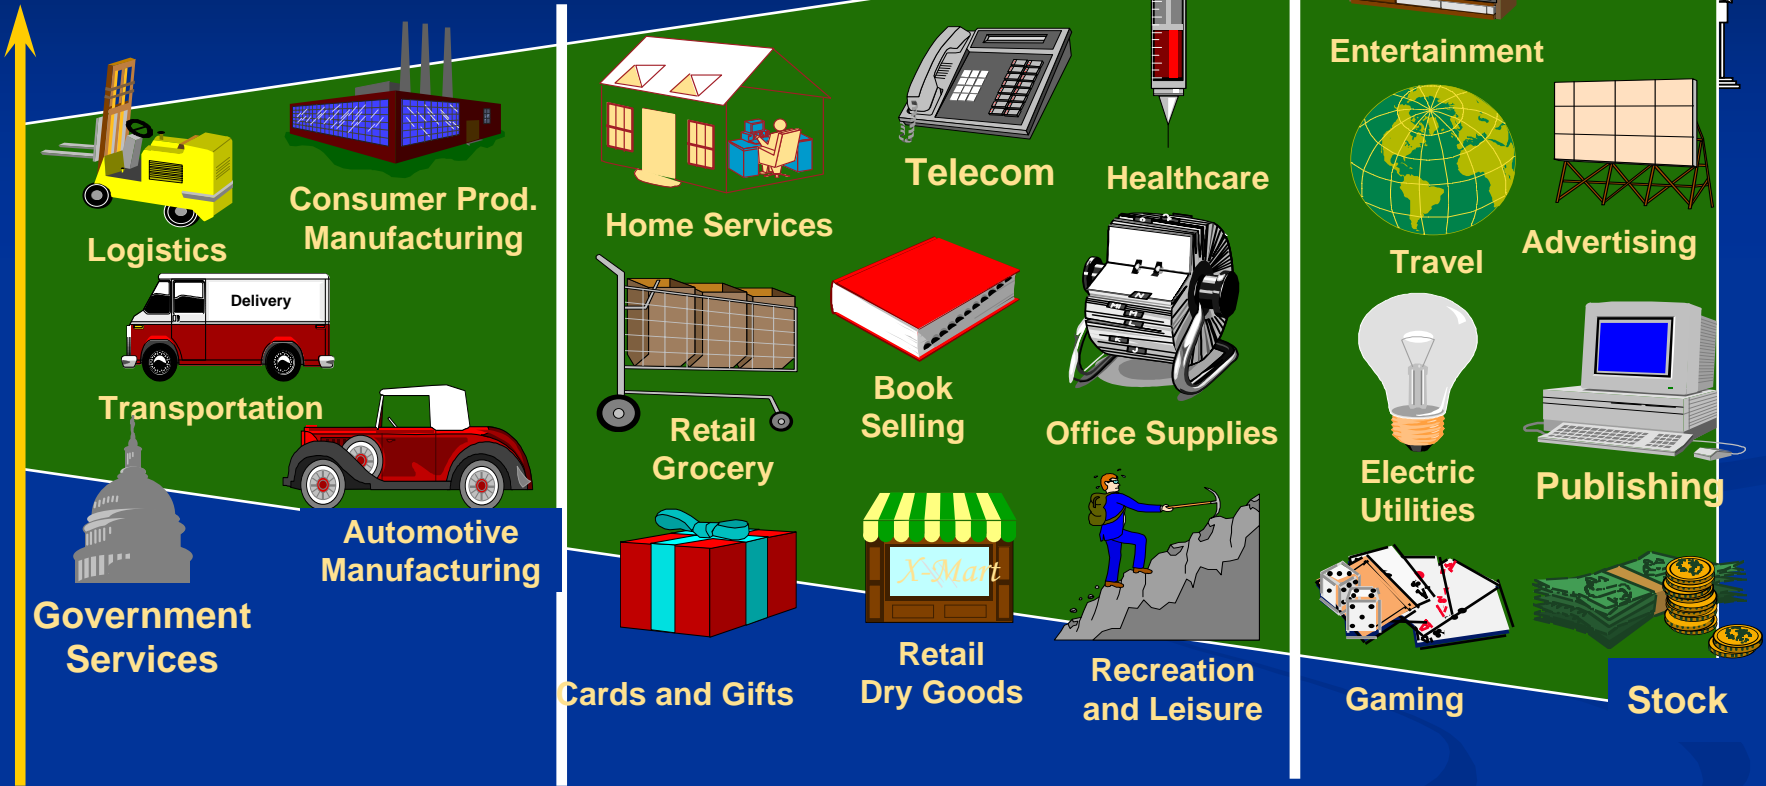 Entertainment
Telecom
Healthcare
Consumer Prod.
Manufacturing
Home Services
Logistics
Travel
Advertising
Delivery
Transportation
Book
Selling
Retail
Grocery
Office Supplies
Electric
Utilities
Publishing
Automotive
Manufacturing
X-Mart
Government
Services
Cards and Gifts
Retail
Dry Goods
Recreation
and Leisure
Gaming
Stock